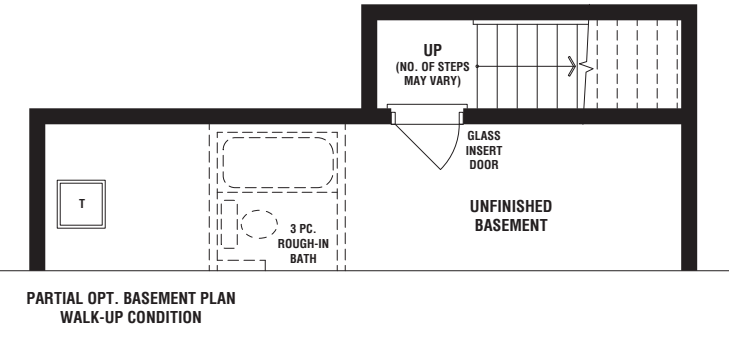 UP
(NO. OF STEPS
MAY VARY)
GLASS
INSERT
DOOR
T
UNFINISHED
BASEMENT
3 PC.
ROUGH-IN
BATH
PARTIAL OPT. BASEMENT PLAN
WALK-UP CONDITION